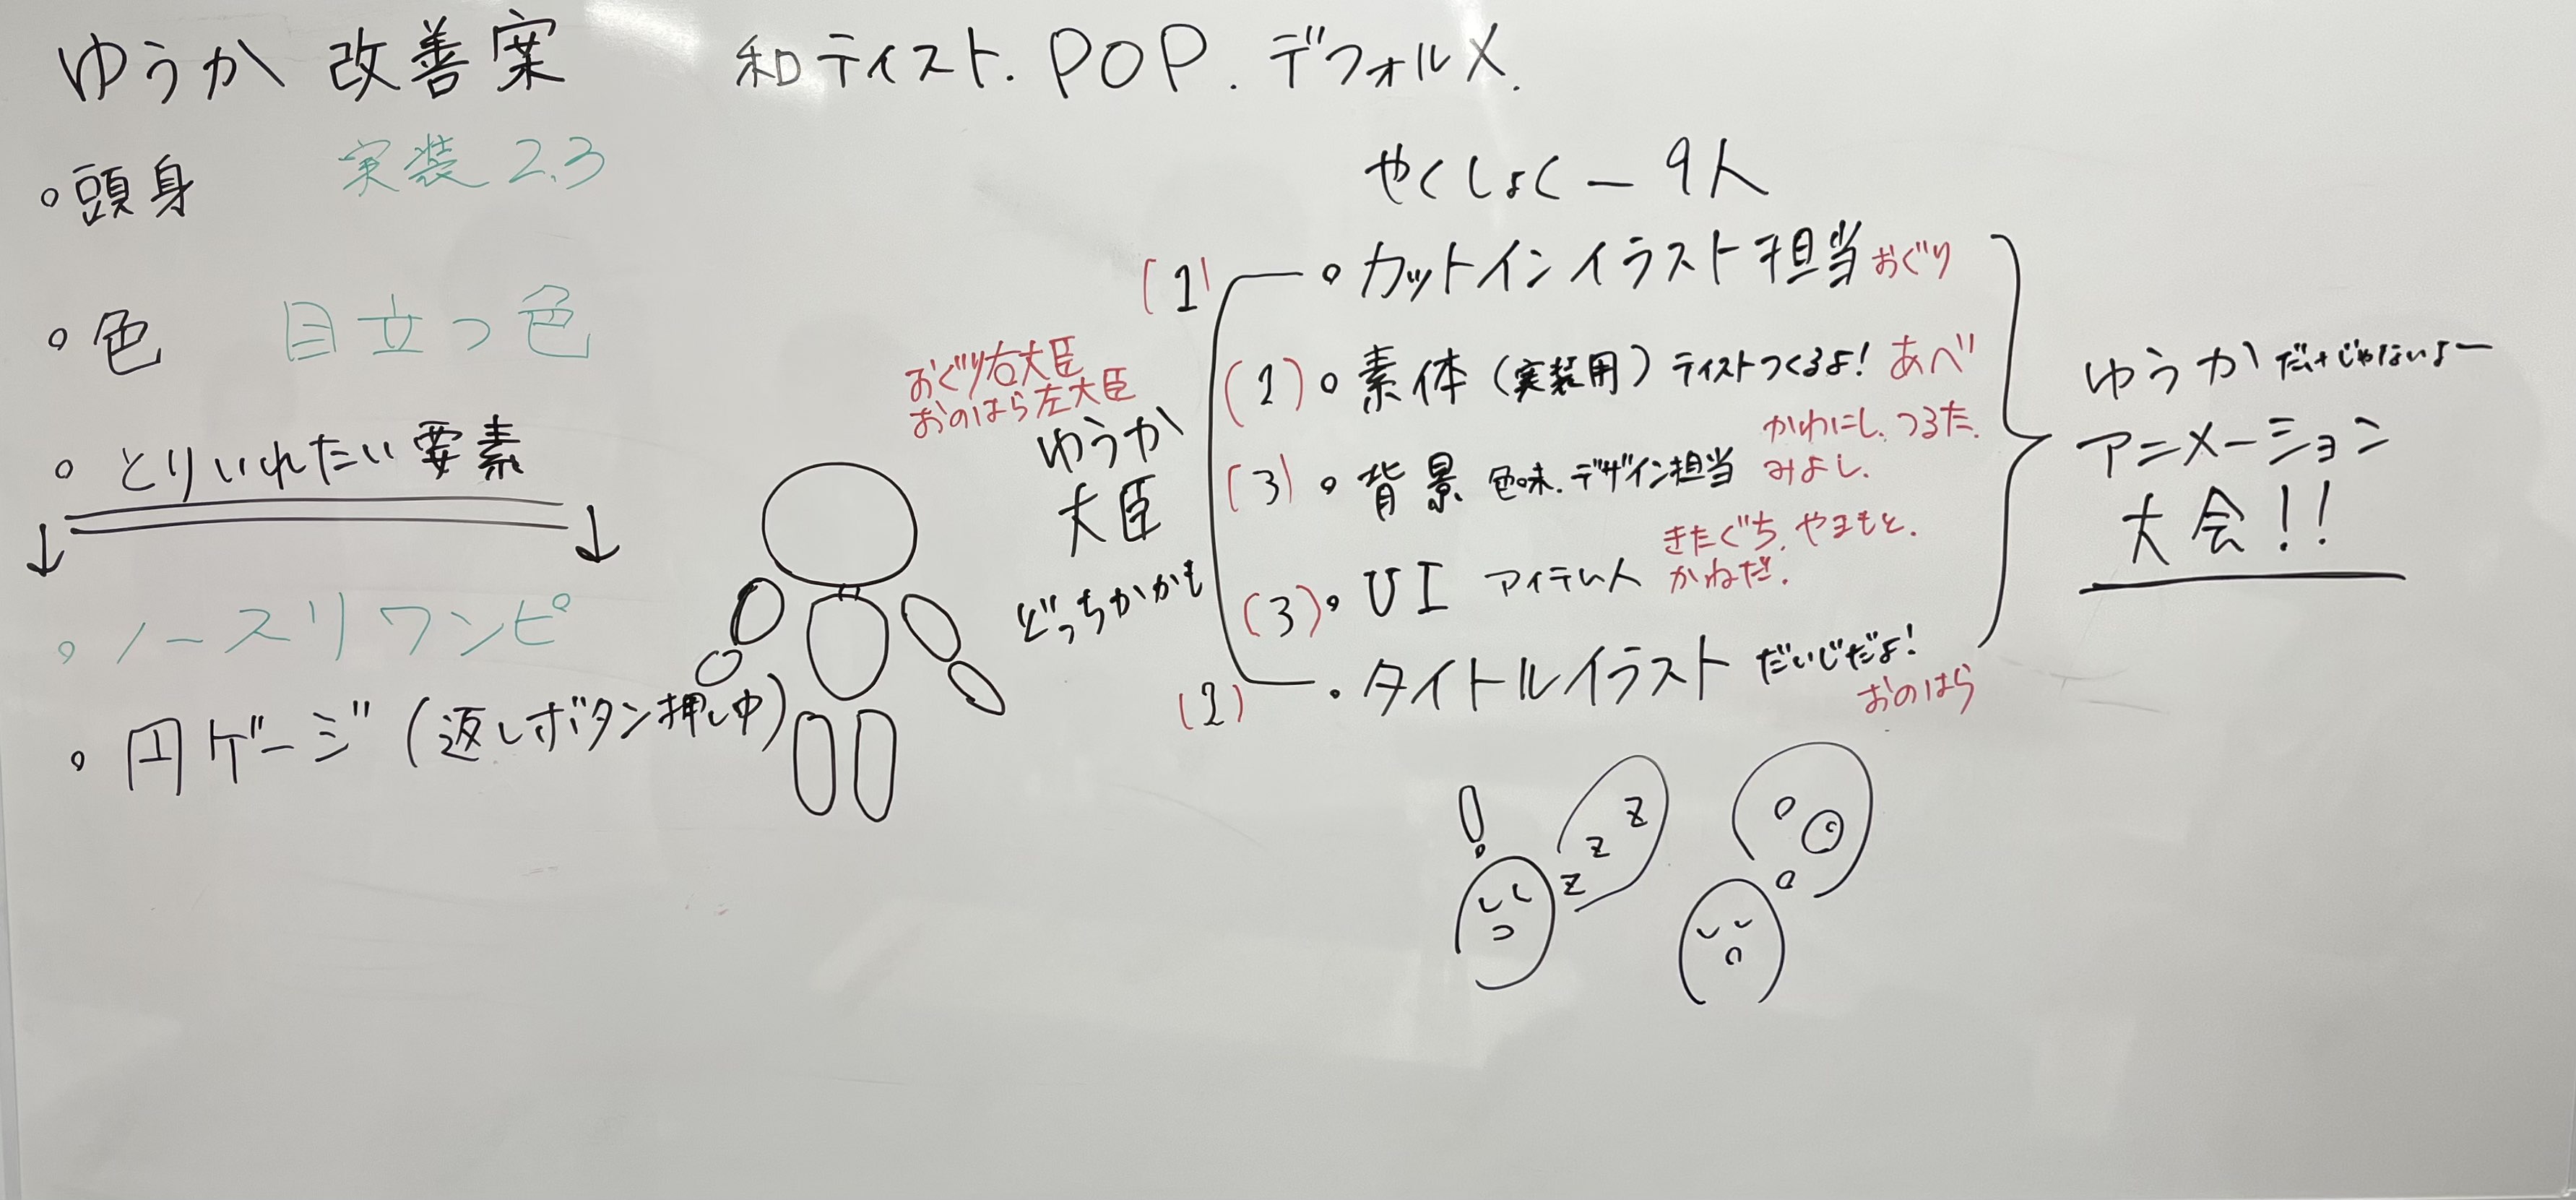 ゆうか 改善案
和ティスト. POP. デフォルメ.
。頭身 実装 2.3
。色 目立つ色
。とりいれたい要素
。ノースリワンピ
。円ゲージ (返しボタン押し中)
やくしょく ー 9人
(1) 。カットインイラスト担当 おぐり
(1) 。素体 (実装用) ティストつくるよ! あべ
(3) 。背景 色味.デザイン担当 かわにし、つるた.
みよし.
(3) 。UI アイテム人 きたぐち、やまもと.
かねだ.
(1) ・タイトルイラスト だいじだよ!
おのはら
おぐり右大臣
おのはら左大臣
ゆうか
大臣
どっちかかも
ゆうか だけじゃないよー
アニメーション
大会!!
!
z z z